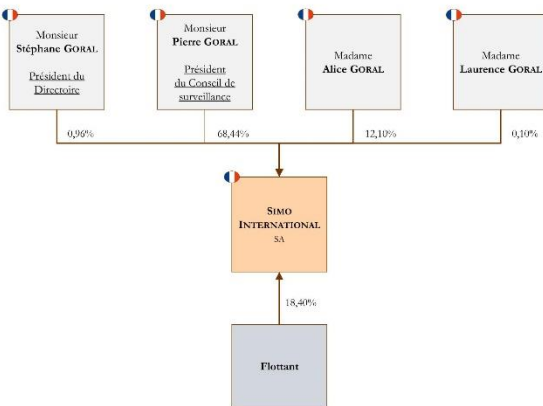 Monsieur
Stéphane GORAL
Président du
Directoire
Monsieur
Pierre GORAL
Président
du Conseil de
surveillance
Madame
Alice GORAL
Madame
Laurence GORAL
0,96%
68,44%
12,10%
0,10%
SIMO
INTERNATIONAL
SA
18,40%
Flottant